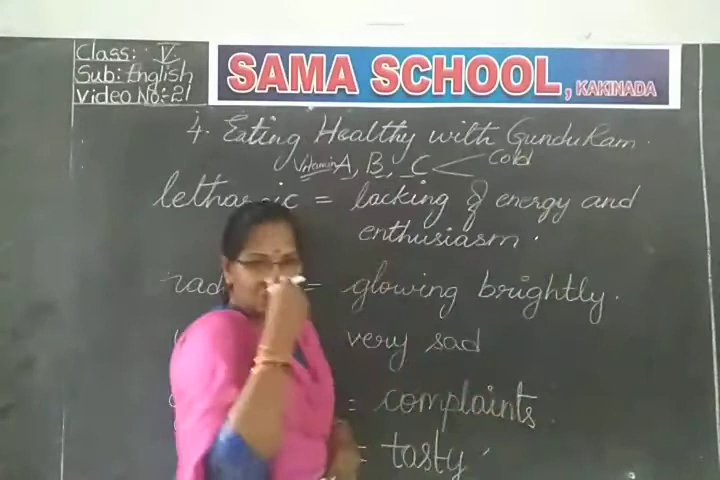 Class: V
Sub: English
Video No:-21
SAMA SCHOOL, KAKINADA
4. Eating Healthy with Gundu Ram.
Vitamin A, B, C < Cold
= lacking of energy and
enthusiasm.
= glowing brightly.
very sad
= complaints
= tasty